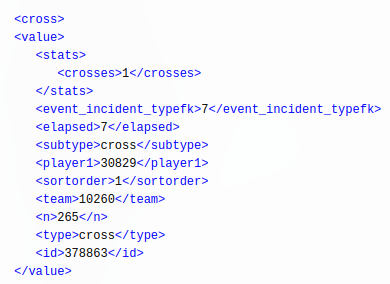 <cross>
<value>
<stats>
<crosses>1</crosses>
</stats>
<event_incident_typefk>7</event_incident_typefk>
<elapsed>7</elapsed>
<subtype>cross</subtype>
<player1>30829</player1>
<sortorder>1</sortorder>
<team>10260</team>
<n>265</n>
<type>cross</type>
<id>378863</id>
</value>